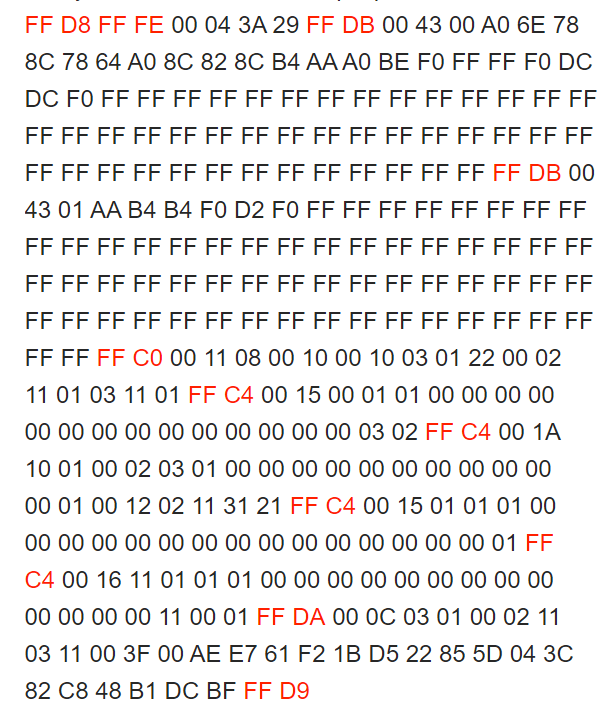 FF D8 FF FE 00 04 3A 29 FF DB 00 43 00 A0 6E 78
8C 78 64 A0 8C 82 8C B4 AA A0 BE F0 FF FF F0 DC
DC F0 FF FF FF FF FF FF FF FF FF FF FF FF FF FF
FF FF FF FF FF FF FF FF FF FF FF FF FF FF FF FF
FF FF FF FF FF FF FF FF FF FF FF FF FF FF DB 00
43 01 AA B4 B4 F0 D2 F0 FF FF FF FF FF FF FF FF
FF FF FF FF FF FF FF FF FF FF FF FF FF FF FF FF
FF FF FF FF FF FF FF FF FF FF FF FF FF FF FF FF
FF FF FF FF FF FF FF FF FF FF FF FF FF FF FF FF
FF FF FF C0 00 11 08 00 10 00 10 03 01 22 00 02
11 01 03 11 01 FF C4 00 15 00 01 01 00 00 00 00
00 00 00 00 00 00 00 00 00 00 03 02 FF C4 00 1A
10 01 00 02 03 01 00 00 00 00 00 00 00 00 00 00
00 01 00 12 02 11 31 21 FF C4 00 15 01 01 01 00
00 00 00 00 00 00 00 00 00 00 00 00 00 00 01 FF
C4 00 16 11 01 01 01 00 00 00 00 00 00 00 00 00
00 00 00 00 11 00 01 FF DA 00 0C 03 01 00 02 11
03 11 00 3F 00 AE E7 61 F2 1B D5 22 85 5D 04 3C
82 C8 48 B1 DC BF FF D9